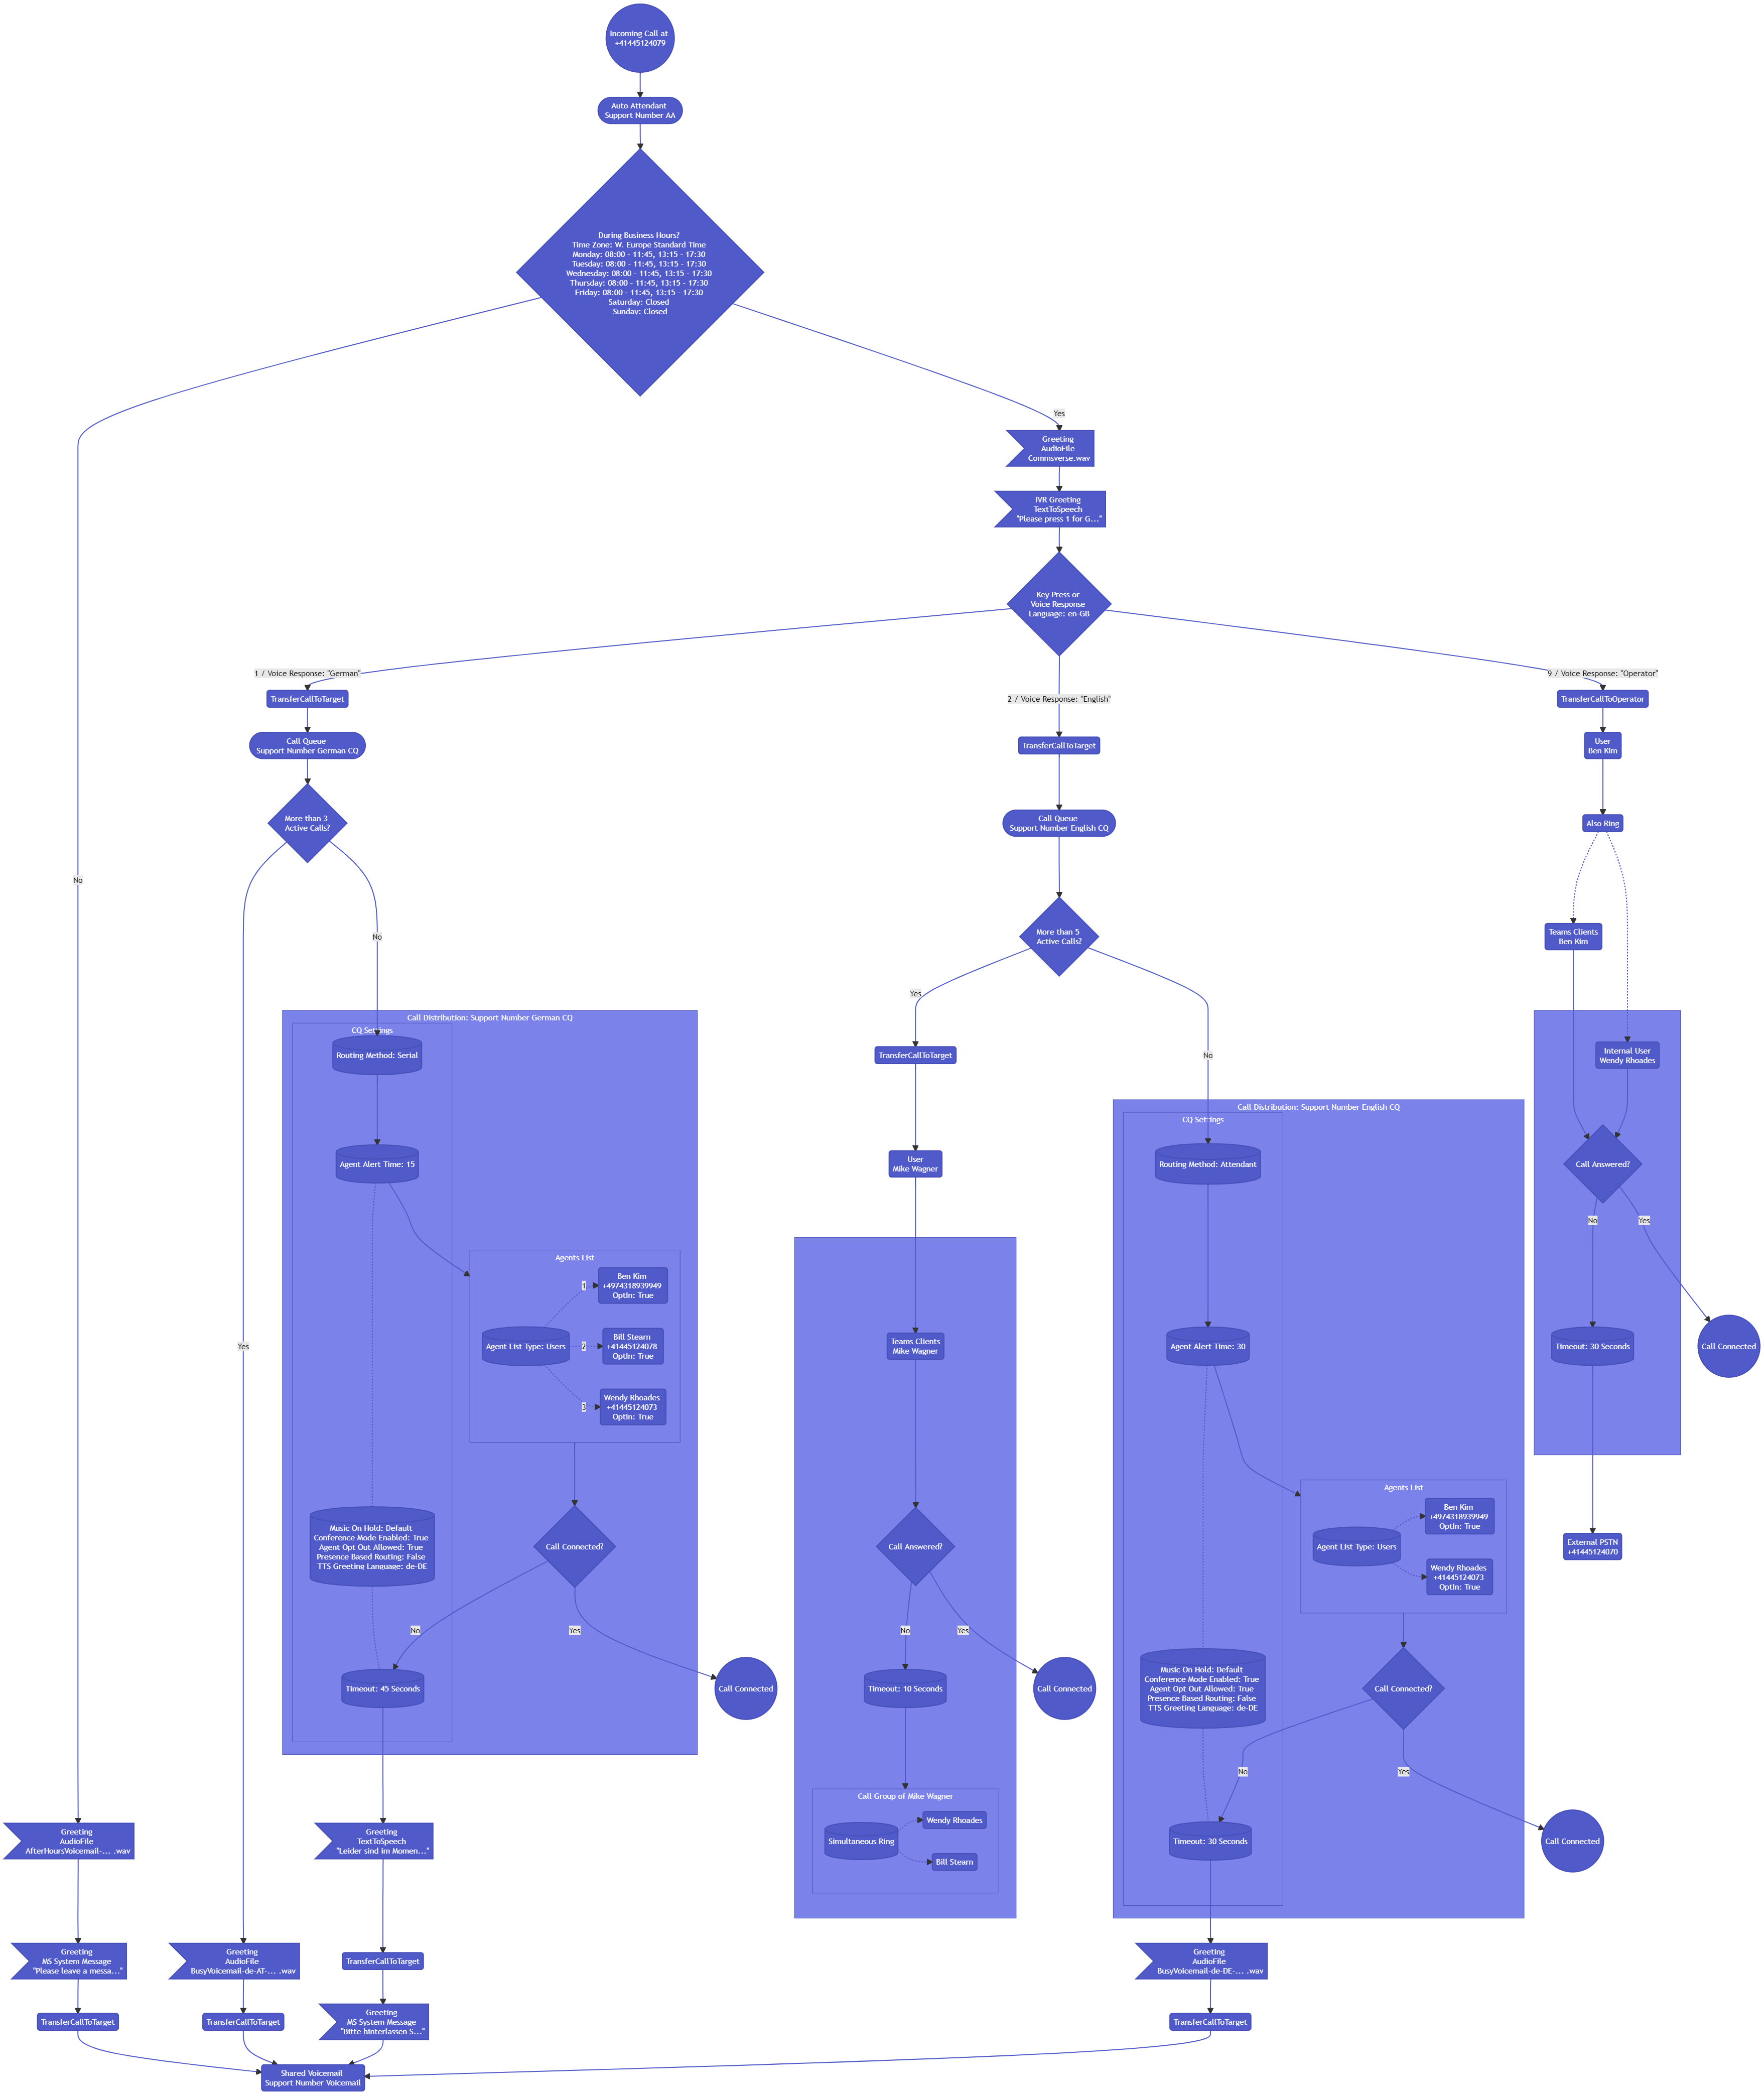 Incoming Call at
+41445124079
Auto Attendant
Support Number AA
During Business Hours?
Time Zone: W. Europe Standard Time
Monday: 08:00 - 11:45, 13:15 - 17:30
Tuesday: 08:00 - 11:45, 13:15 - 17:30
Wednesday: 08:00 - 11:45, 13:15 - 17:30
Thursday: 08:00 - 11:45, 13:15 - 17:30
Friday: 08:00 - 11:45, 13:15 - 17:30
Saturday: Closed
Sunday: Closed
Yes
Greeting
AudioFile
Commsverse.wav
IVR Greeting
TextToSpeech
"Please press 1 for G..."
Key Press or
Voice Response
Language: en-GB
1 / Voice Response: "German"
TransferCallToTarget
Call Queue
Support Number German CQ
More than 3
Active Calls?
2 / Voice Response: "English"
TransferCallToTarget
Call Queue
Support Number English CQ
More than 5
Active Calls?
9 / Voice Response: "Operator"
TransferCallToOperator
User
Ben Kim
Also Ring
Teams Clients
Ben Kim
Internal User
Wendy Rhoades
Call Answered?
No
Yes
Timeout: 30 Seconds
Call Connected
External PSTN
+41445124070
No
No
Yes
Call Distribution: Support Number German CQ
CQ Settings
Routing Method: Serial
Agent Alert Time: 15
Agents List
Agent List Type: Users
1
Ben Kim
+4974318939949
OptIn: True
2
Bill Stearn
+41445124078
OptIn: True
3
Wendy Rhoades
+41445124073
OptIn: True
Music On Hold: Default
Conference Mode Enabled: True
Agent Opt Out Allowed: True
Presence Based Routing: False
TTS Greeting Language: de-DE
Call Connected?
No
Yes
Timeout: 45 Seconds
Call Connected
Yes
TransferCallToTarget
User
Mike Wagner
Teams Clients
Mike Wagner
Call Answered?
No
Yes
Timeout: 10 Seconds
Call Connected
Call Group of Mike Wagner
Simultaneous Ring
Wendy Rhoades
Bill Stearn
No
Call Distribution: Support Number English CQ
CQ Settings
Routing Method: Attendant
Agent Alert Time: 30
Agents List
Agent List Type: Users
Ben Kim
+4974318939949
OptIn: True
Wendy Rhoades
+41445124073
OptIn: True
Music On Hold: Default
Conference Mode Enabled: True
Agent Opt Out Allowed: True
Presence Based Routing: False
TTS Greeting Language: de-DE
Call Connected?
No
Yes
Timeout: 30 Seconds
Call Connected
Greeting
AudioFile
AfterHoursVoicemail-... .wav
Greeting
TextToSpeech
"Leider sind im Momen..."
Greeting
MS System Message
"Please leave a messa..."
Greeting
AudioFile
BusyVoicemail-de-AT-... .wav
TransferCallToTarget
Greeting
AudioFile
BusyVoicemail-de-DE-... .wav
TransferCallToTarget
TransferCallToTarget
Greeting
MS System Message
"Bitte hinterlassen S..."
TransferCallToTarget
Shared Voicemail
Support Number Voicemail